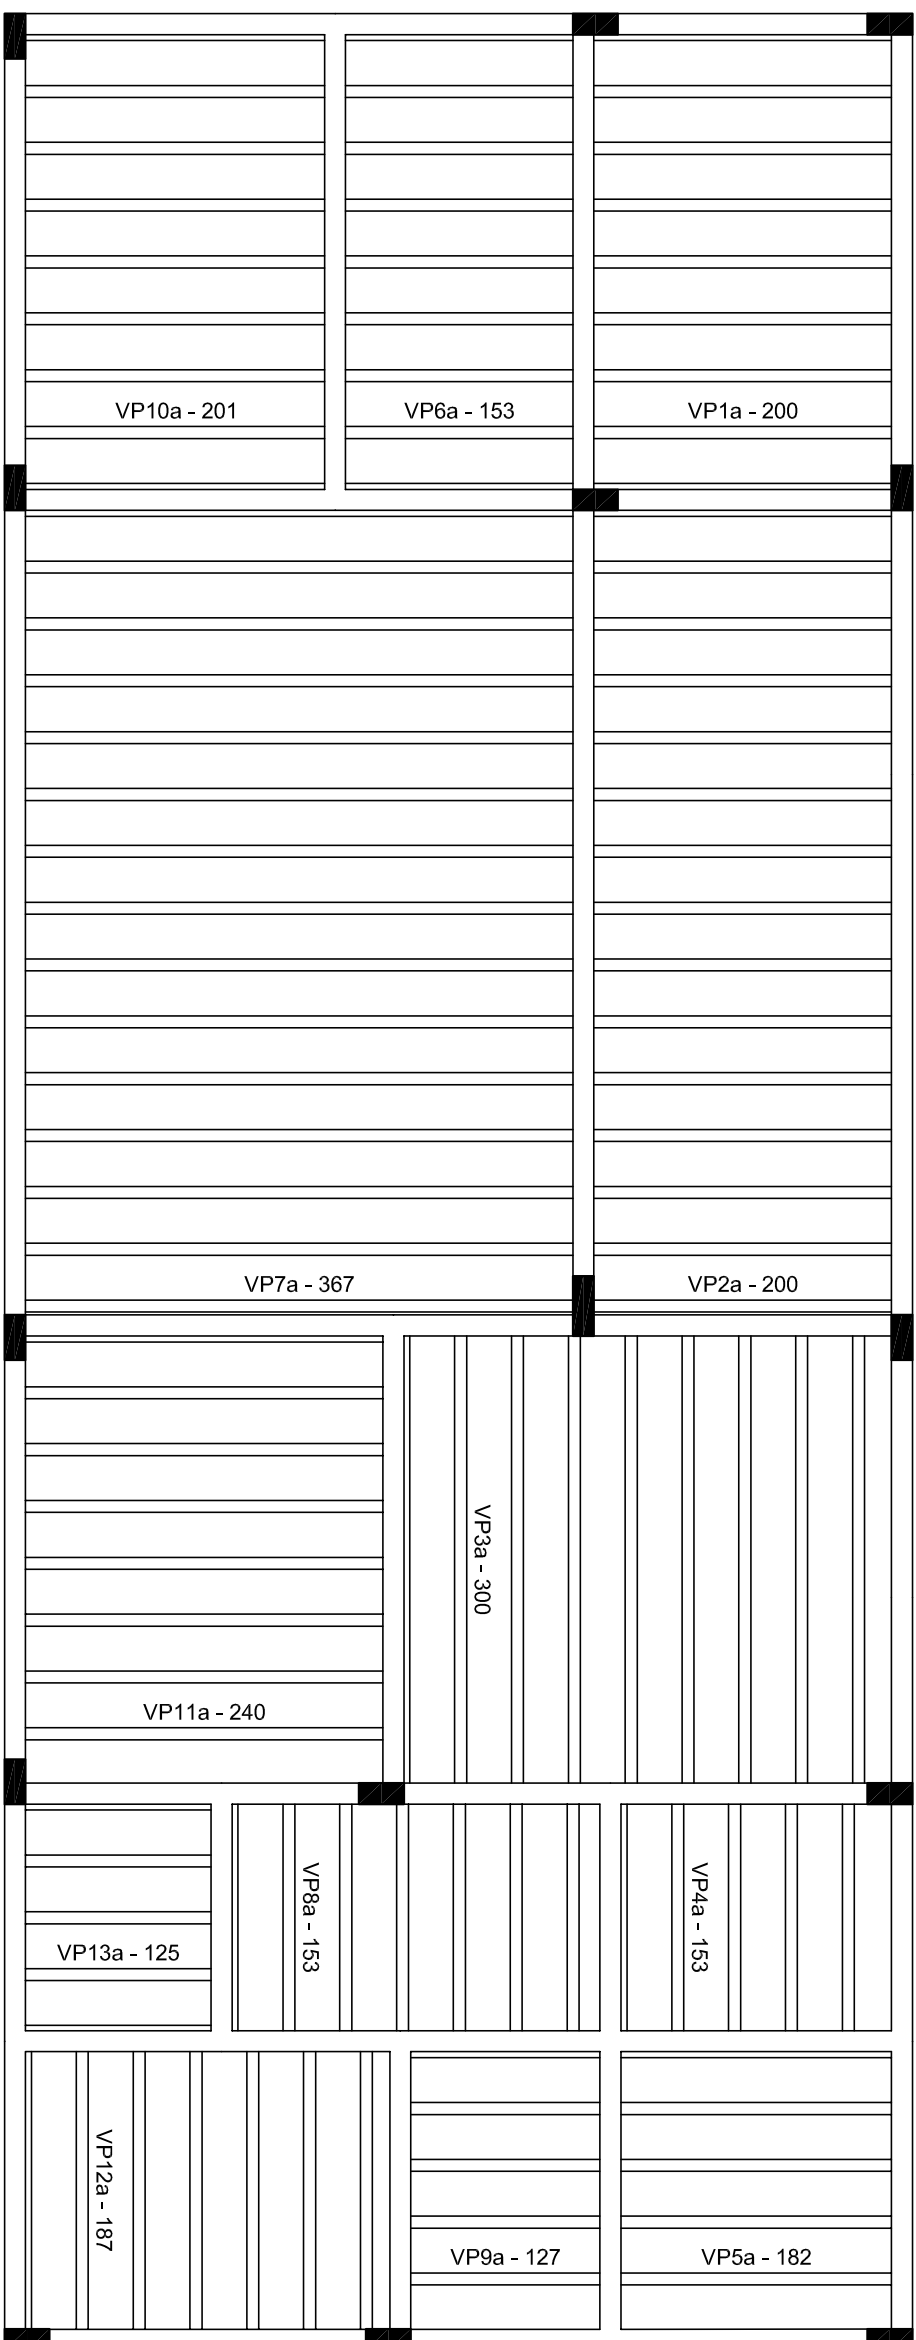 VP10a - 201
VP6a - 153
VP1a - 200
VP7a - 367
VP2a - 200
VP3a - 300
VP11a - 240
VP8a - 153
VP4a - 153
VP13a - 125
VP12a - 187
VP9a - 127
VP5a - 182